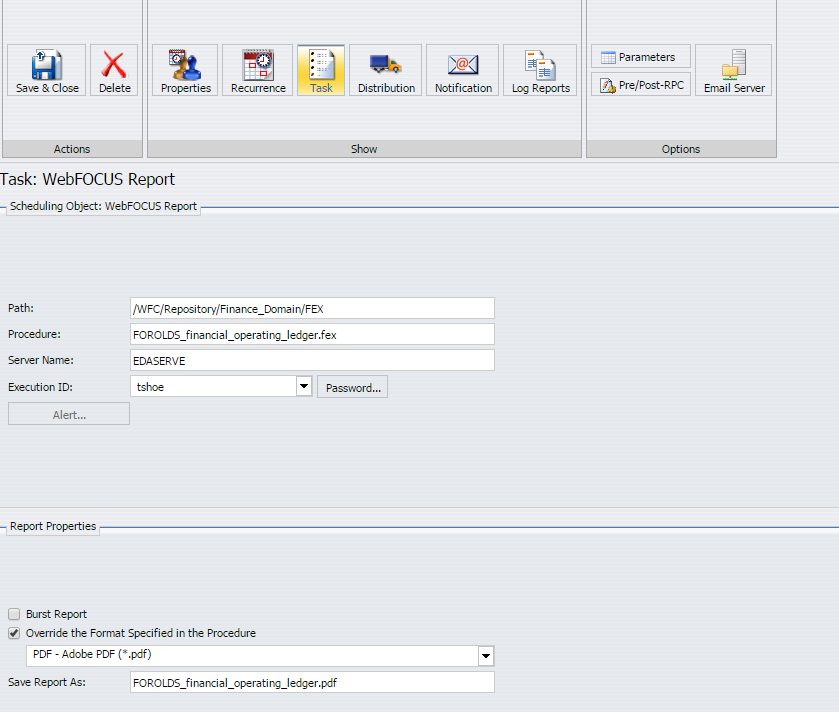 Save & Close Delete Properties Recurrence Task Distribution Notification Log Reports Parameters Pre/Post-RPC Email Server
Actions Show Options
Task: WebFOCUS Report
Scheduling Object: WebFOCUS Report
Path: /WFC/Repository/Finance_Domain/FEX
Procedure: FOROLDS_financial_operating_ledger.fex
Server Name: EDASERVE
Execution ID: tshoe Password...
Alert...
Report Properties
Burst Report
Override the Format Specified in the Procedure
PDF - Adobe PDF (*.pdf)
Save Report As: FOROLDS_financial_operating_ledger.pdf